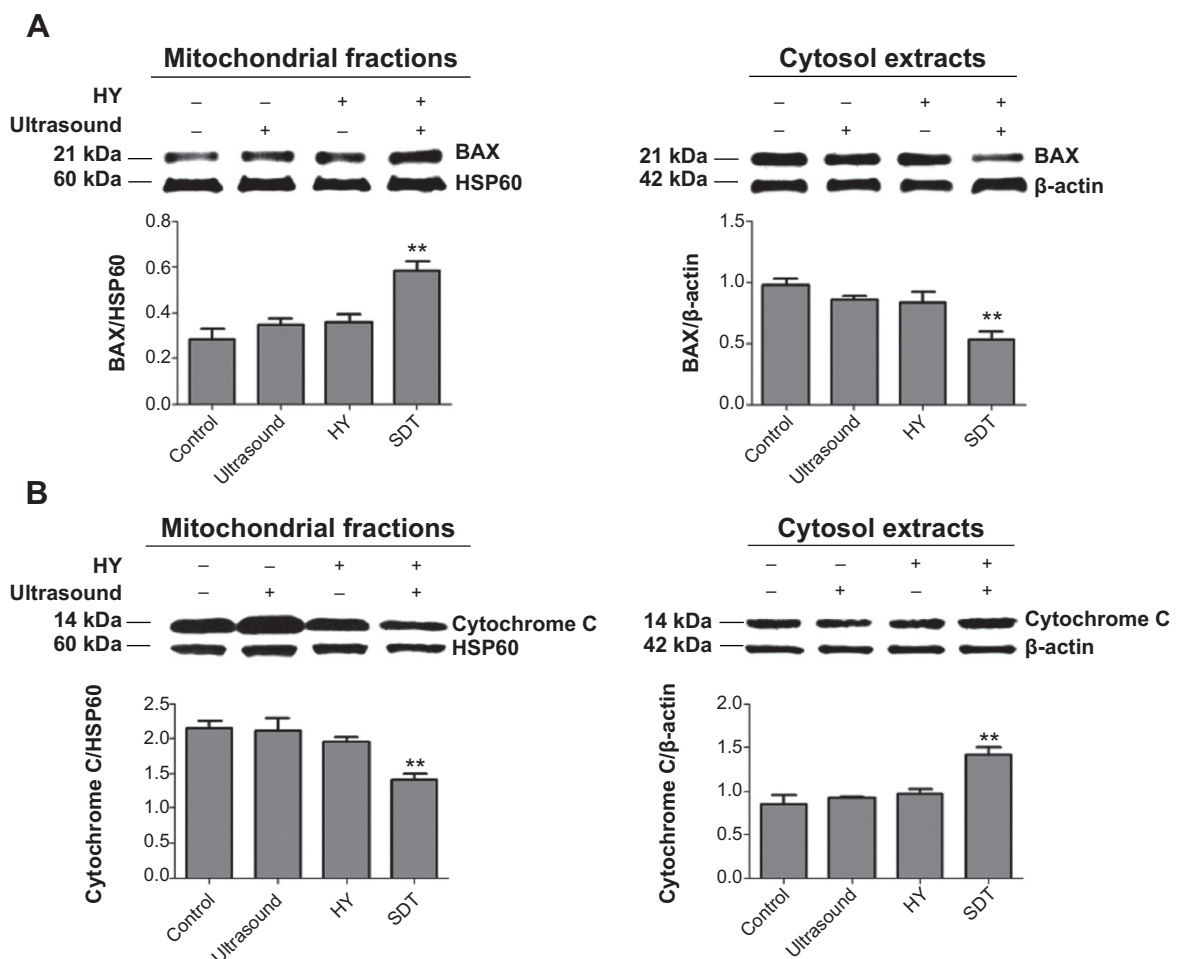 A
Mitochondrial fractions
HY – – + +
Ultrasound – + – +
21 kDa BAX
60 kDa HSP60
BAX/HSP60
0.8
0.6
0.4
0.2
0.0
**
Control Ultrasound HY SDT
Cytosol extracts
– – + +
– + – +
21 kDa BAX
42 kDa β-actin
BAX/β-actin
1.5
1.0
0.5
0.0
**
Control Ultrasound HY SDT
B
Mitochondrial fractions
HY – – + +
Ultrasound – + – +
14 kDa Cytochrome C
60 kDa HSP60
Cytochrome C/HSP60
2.5
2.0
1.5
1.0
0.5
0.0
**
Control Ultrasound HY SDT
Cytosol extracts
– – + +
– + – +
14 kDa Cytochrome C
42 kDa β-actin
Cytochrome C/β-actin
2.0
1.5
1.0
0.5
0.0
**
Control Ultrasound HY SDT